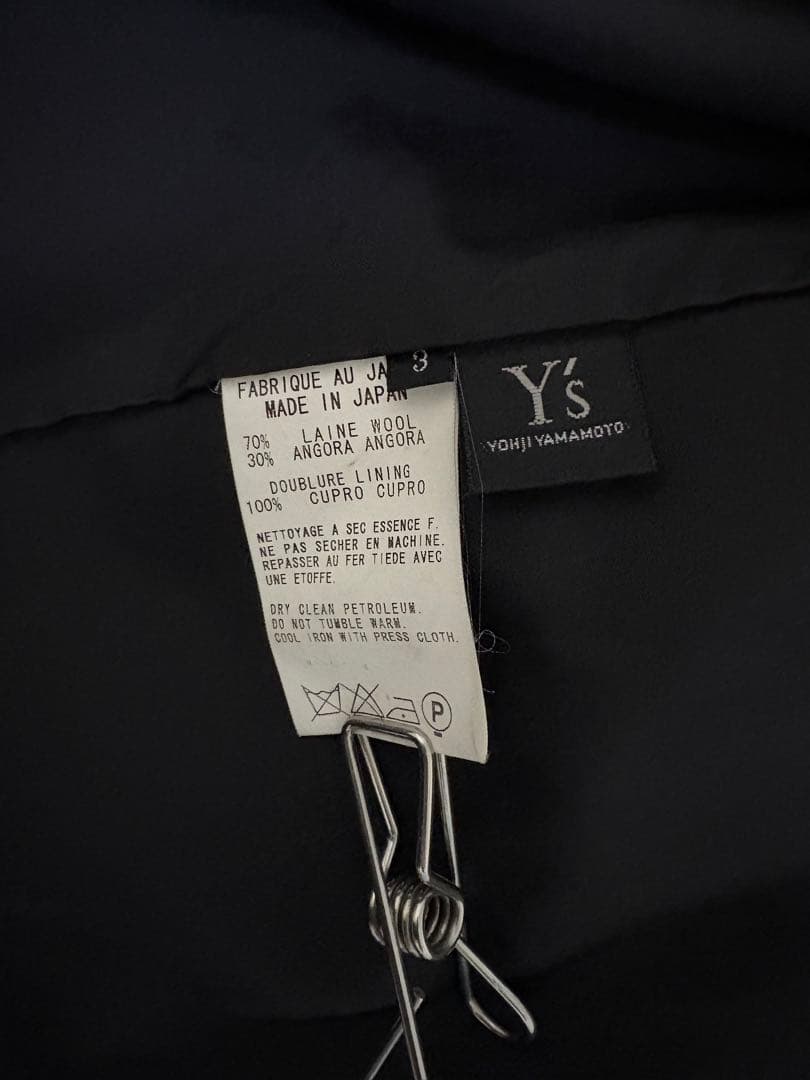 3
Y's
YOHJI YAMAMOTO
FABRIQUE AU JA
MADE IN JAPAN
70% LAINE WOOL
30% ANGORA ANGORA
DOUBLURE LINING
100% CUPRO CUPRO
NETTOYAGE A SEC ESSENCE F.
NE PAS SECHER EN MACHINE.
REPASSER AU FER TIEDE AVEC
UNE ETOFFE.
DRY CLEAN PETROLEUM.
DO NOT TUMBLE WARM.
COOL IRON WITH PRESS CLOTH.
P